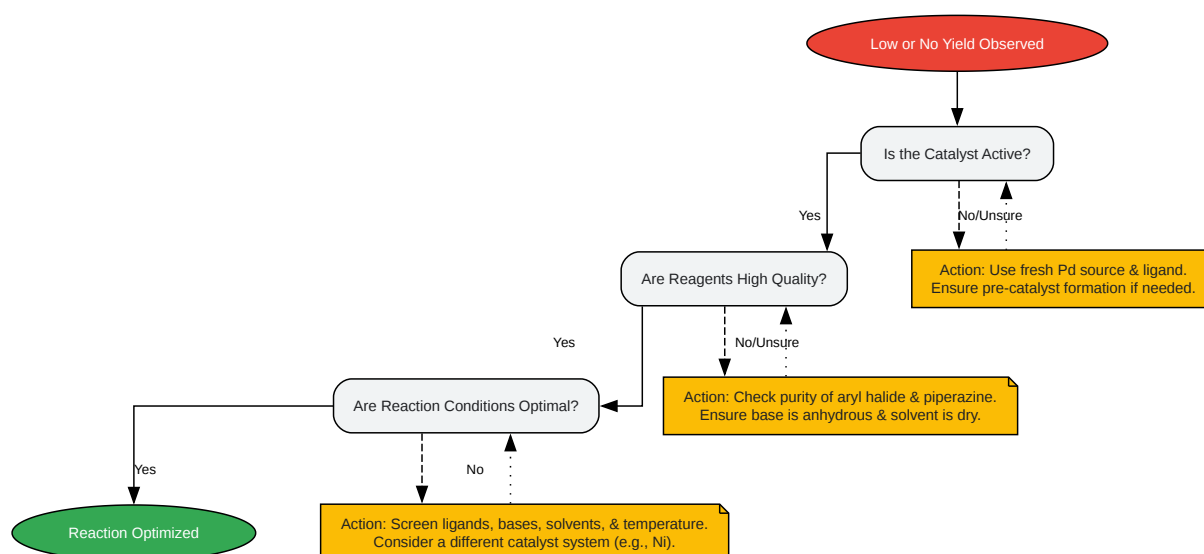 Low or No Yield Observed
Is the Catalyst Active?
Yes
No/Unsure
Action: Use fresh Pd source & ligand.
Ensure pre-catalyst formation if needed.
Are Reagents High Quality?
Yes
No/Unsure
Action: Check purity of aryl halide & piperazine.
Ensure base is anhydrous & solvent is dry.
Are Reaction Conditions Optimal?
Yes
No
Action: Screen ligands, bases, solvents, & temperature.
Consider a different catalyst system (e.g., Ni).
Reaction Optimized